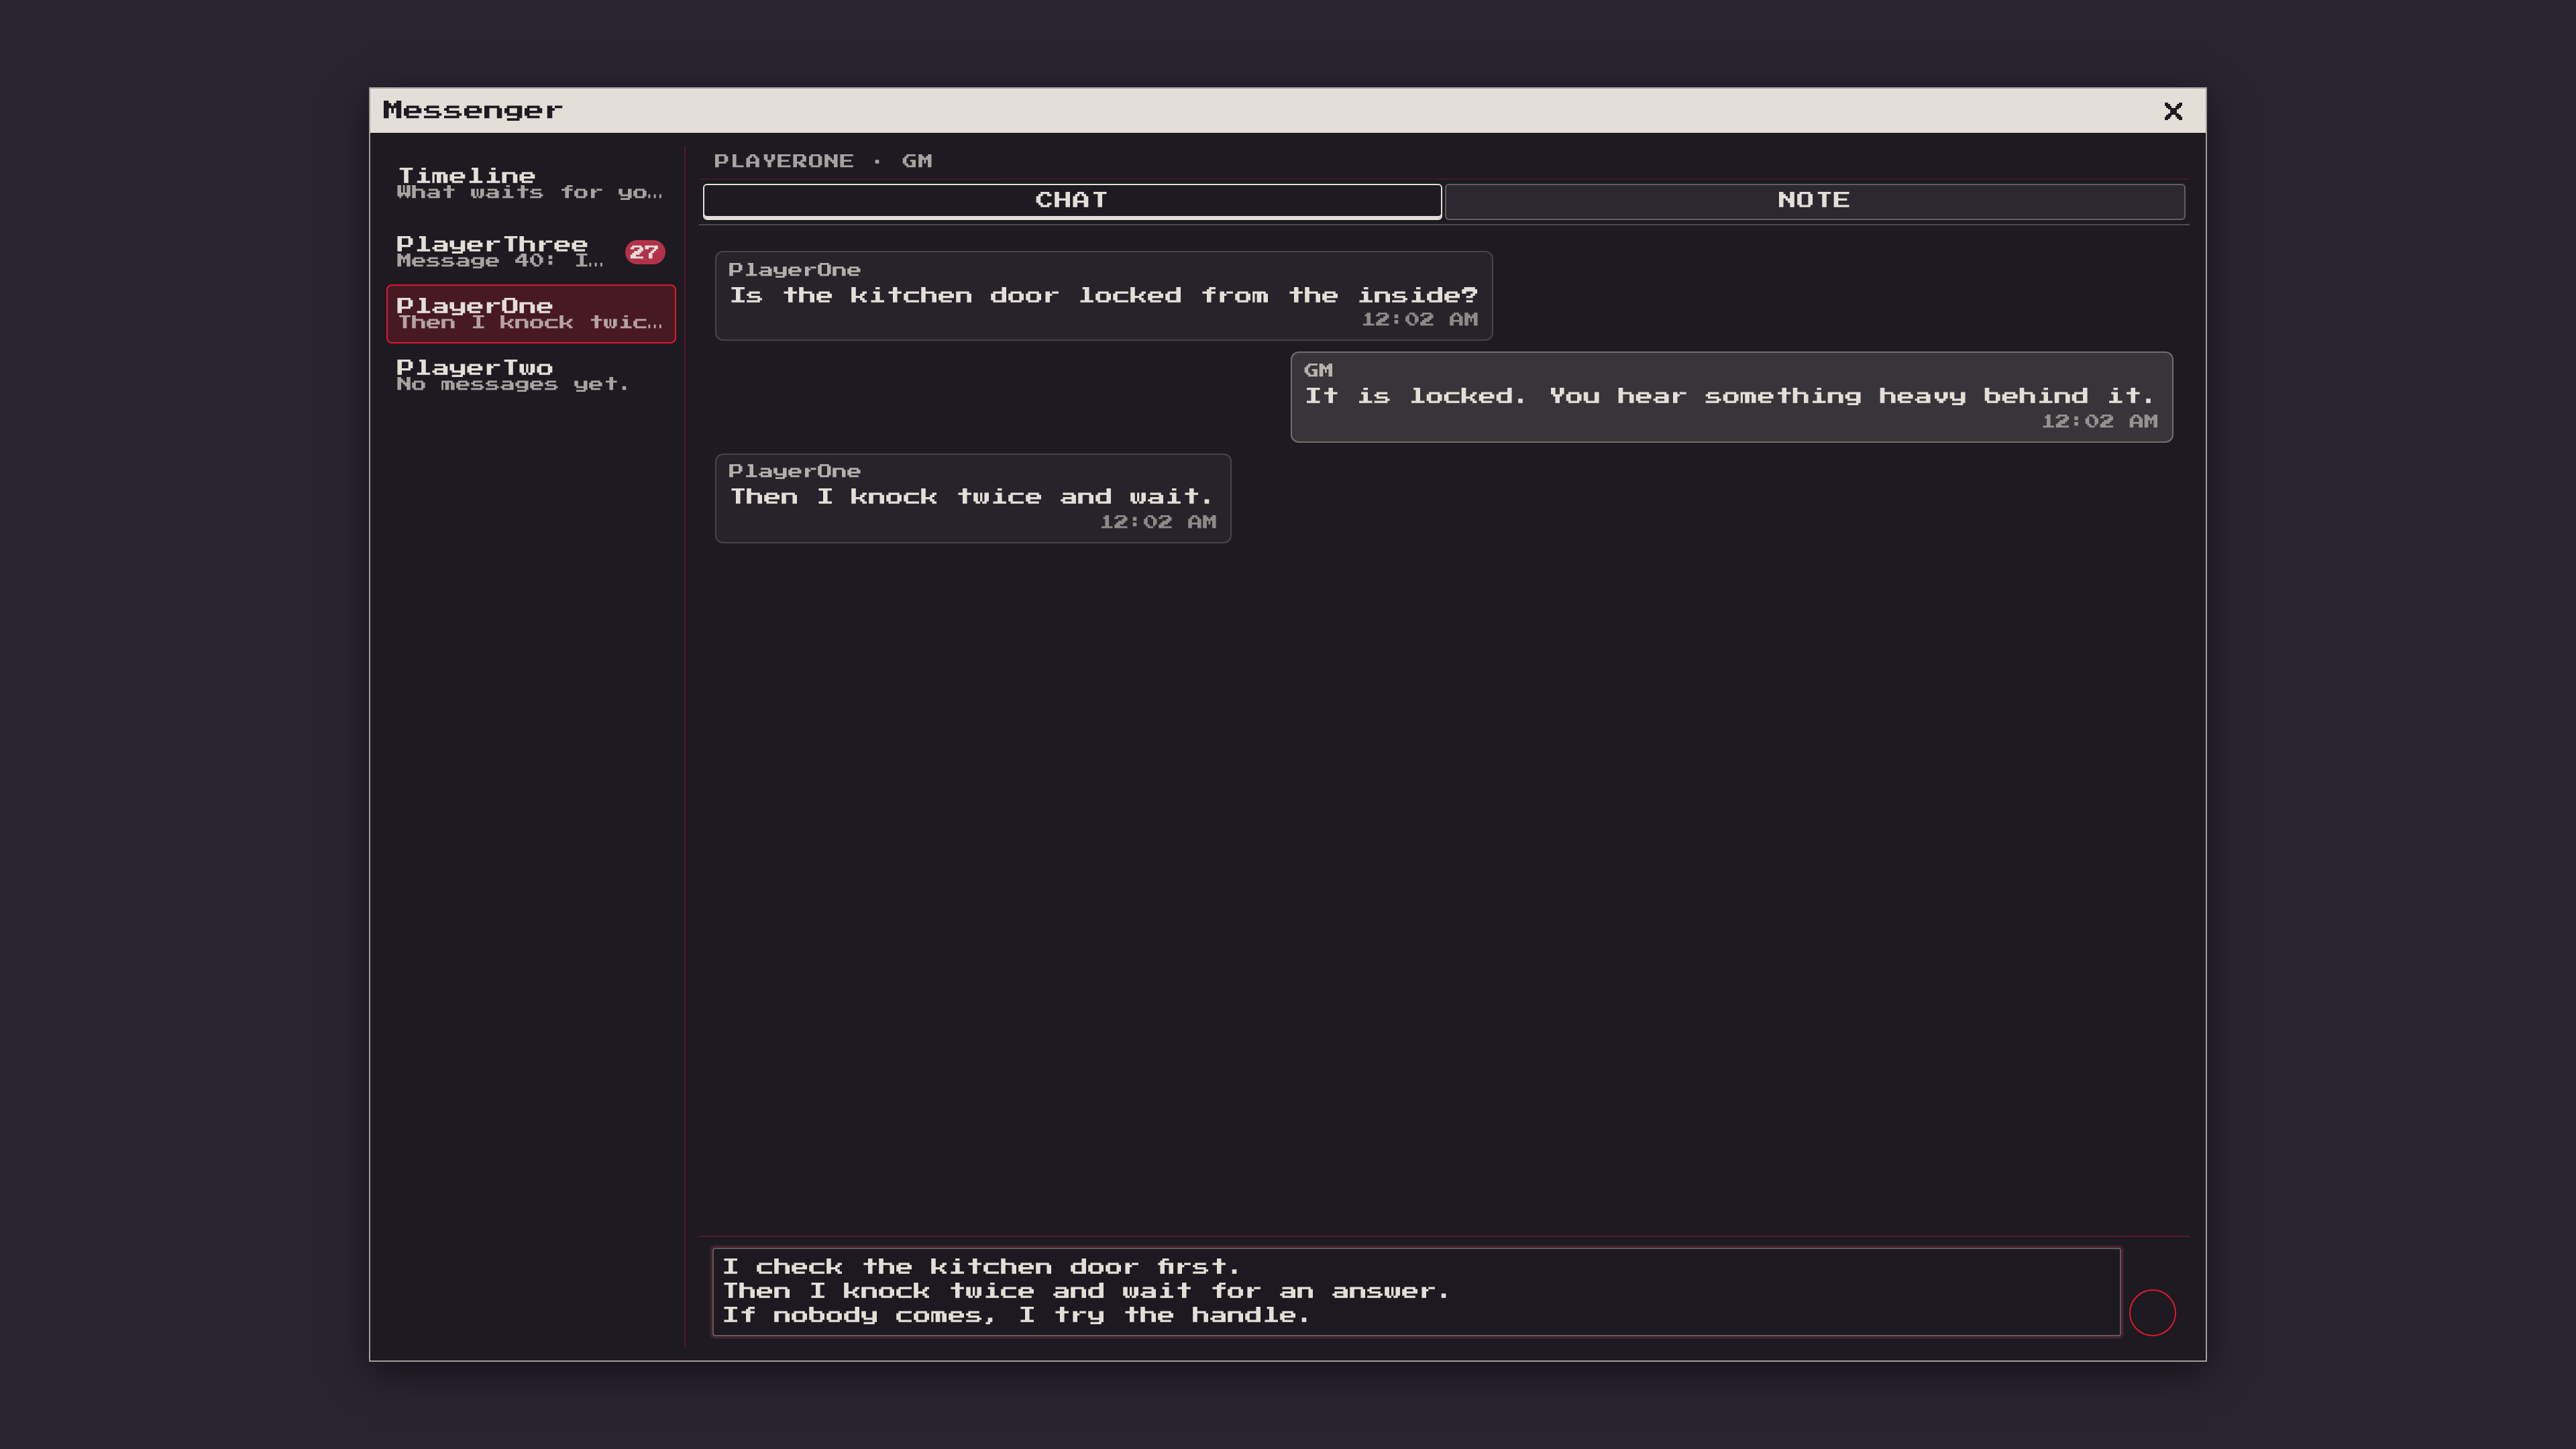 Messenger
Timeline
What waits for yo…
PlayerThree
Message 40: I…
27
PlayerOne
Then I knock twic…
PlayerTwo
No messages yet.
PLAYERONE · GM
CHAT
NOTE
PlayerOne
Is the kitchen door locked from the inside?
12:02 AM
GM
It is locked. You hear something heavy behind it.
12:02 AM
PlayerOne
Then I knock twice and wait.
12:02 AM
I check the kitchen door first.
Then I knock twice and wait for an answer.
If nobody comes, I try the handle.